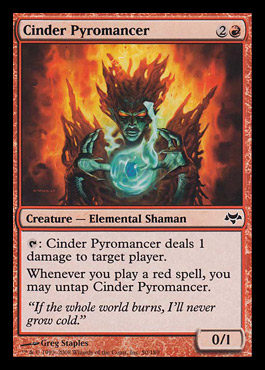 Cinder Pyromancer 2
Creature — Elemental Shaman
: Cinder Pyromancer deals 1
damage to target player.
Whenever you play a red spell, you
may untap Cinder Pyromancer.
"If the whole world burns, I'll never
grow cold."
Greg Staples
0/1